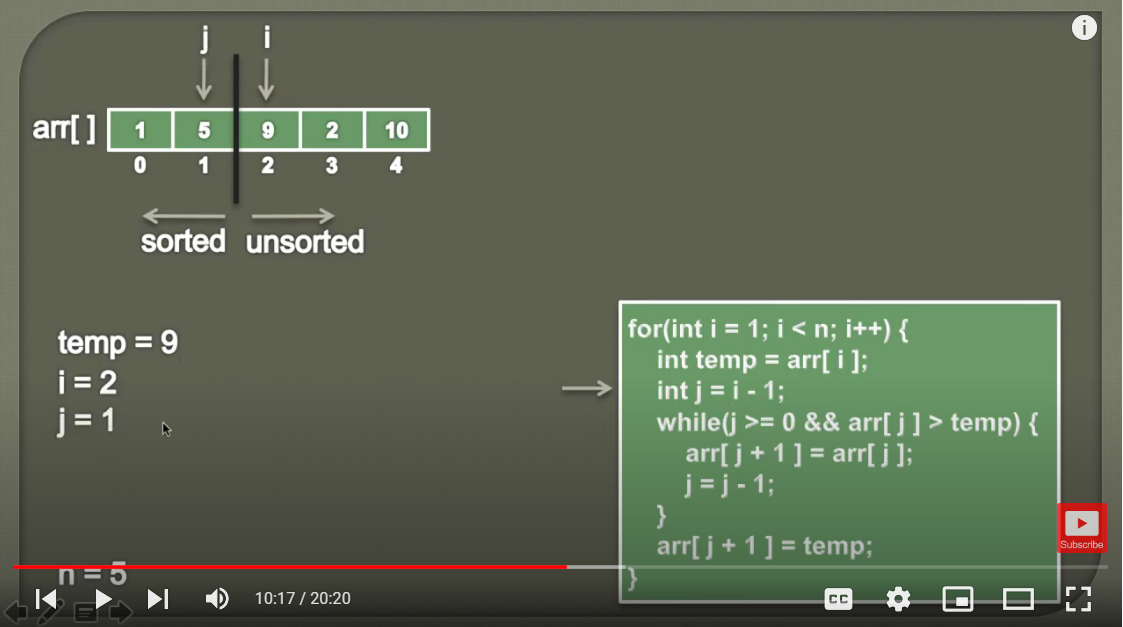 j i
arr[ ] 1 5 9 2 10
0 1 2 3 4
sorted unsorted
temp = 9
i = 2
j = 1
n = 5
for(int i = 1; i < n; i++) {
int temp = arr[ i ];
int j = i - 1;
while(j >= 0 && arr[ j ] > temp) {
arr[ j + 1 ] = arr[ j ];
j = j - 1;
}
arr[ j + 1 ] = temp;
}
Subscribe
10:17 / 20:20
CC
i